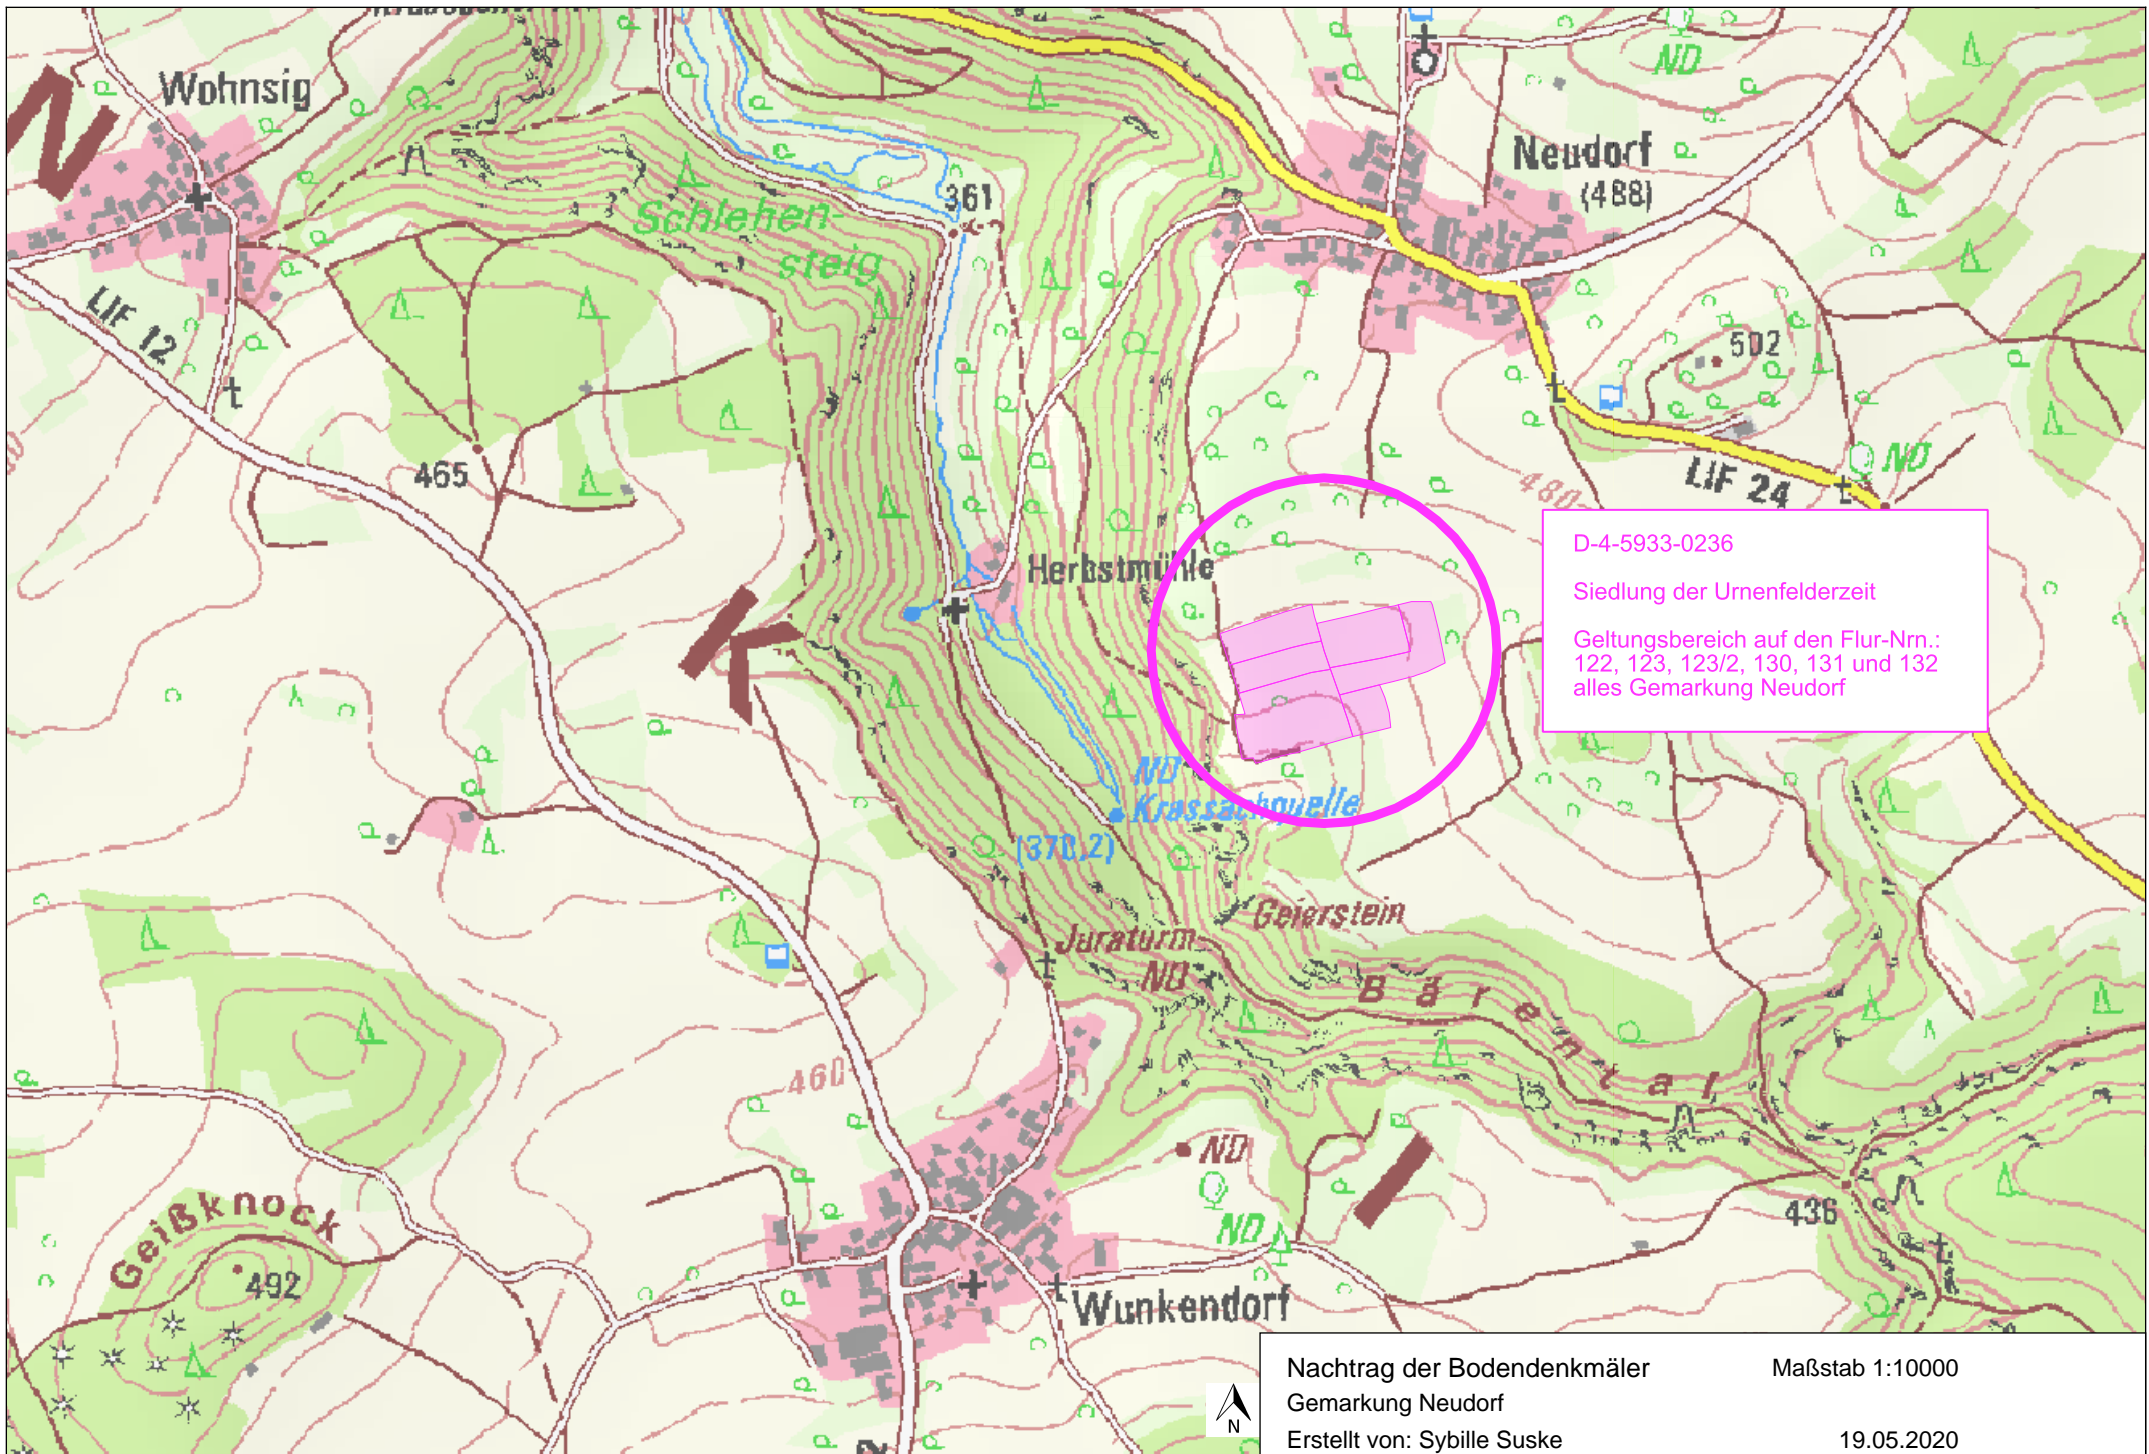 Wohnsig
N
ND
Neudorf
(488)
361
Schlehen-
steig
LIF 12
502
465
480
ND
LIF 24
D-4-5933-0236
Siedlung der Urnenfelderzeit
Geltungsbereich auf den Flur-Nrn.:
122, 123, 123/2, 130, 131 und 132
alles Gemarkung Neudorf
Herbstmühle
K
ND
Krassachquelle
(370,2)
Geierstein
Juraturm
ND
Bärental
460
ND
ND
436
Geißknock
492
Wunkendorf
Nachtrag der Bodendenkmäler
Maßstab 1:10000
Gemarkung Neudorf
N
Erstellt von: Sybille Suske
19.05.2020